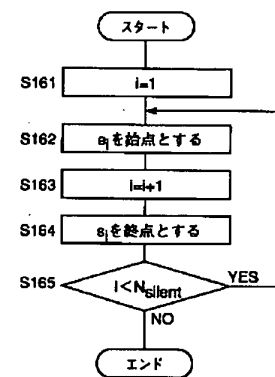 スタート
S161
i=1
S162
eiを始点とする
S163
i=i+1
S164
siを終点とする
S165
i<Nsilent
YES
NO
エンド